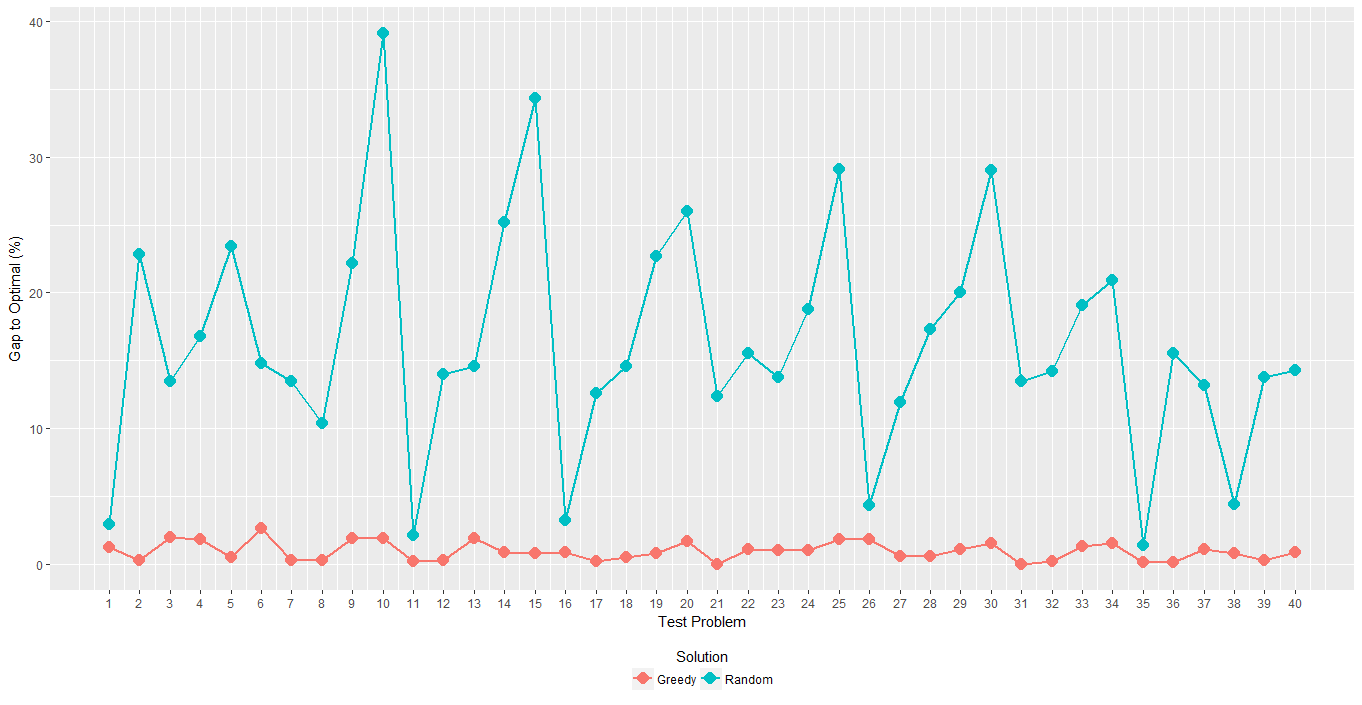 40
30
20
10
0
Gap to Optimal (%)
1 2 3 4 5 6 7 8 9 10 11 12 13 14 15 16 17 18 19 20 21 22 23 24 25 26 27 28 29 30 31 32 33 34 35 36 37 38 39 40
Test Problem
Solution
Greedy Random